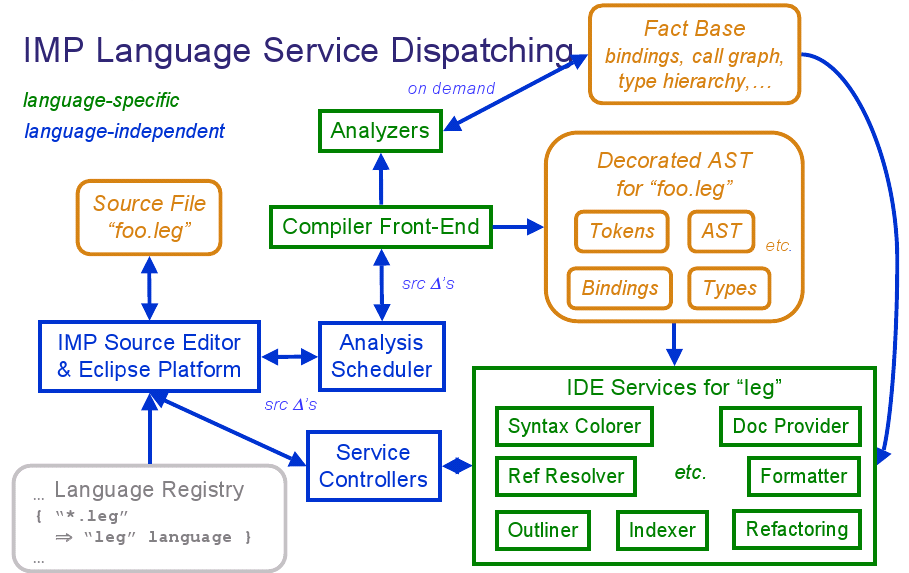 IMP Language Service Dispatching
language-specific
language-independent
Fact Base
bindings, call graph,
type hierarchy,…
on demand
Analyzers
Decorated AST
for “foo.leg”
Tokens
AST
etc.
Bindings
Types
Source File
“foo.leg”
Compiler Front-End
src Δ’s
IMP Source Editor
& Eclipse Platform
Analysis
Scheduler
src Δ’s
Service
Controllers
IDE Services for “leg”
Syntax Colorer
Doc Provider
Ref Resolver
etc.
Formatter
Outliner
Indexer
Refactoring
... Language Registry
{ “*.leg”
⇒ “leg” language }
...